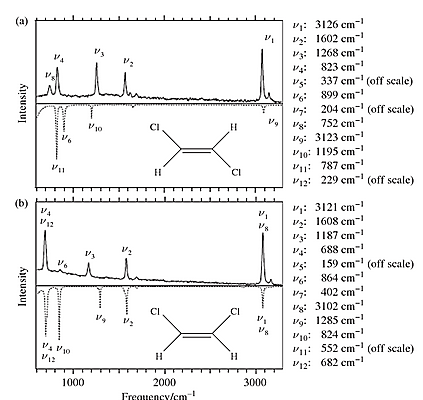 (a)
ν1
ν4
ν3
ν2
ν8
ν9
ν10
ν6
ν11
Cl
H
H
Cl
Intensity
ν1: 3126 cm⁻¹
ν2: 1602 cm⁻¹
ν3: 1268 cm⁻¹
ν4: 823 cm⁻¹
ν5: 337 cm⁻¹ (off scale)
ν6: 899 cm⁻¹
ν7: 204 cm⁻¹ (off scale)
ν8: 752 cm⁻¹
ν9: 3123 cm⁻¹
ν10: 1195 cm⁻¹
ν11: 787 cm⁻¹
ν12: 229 cm⁻¹ (off scale)
(b)
ν4
ν12
ν1
ν8
ν6
ν3
ν2
ν9
ν2
ν1
ν8
ν4
ν12
ν10
Cl
Cl
H
H
Intensity
ν1: 3121 cm⁻¹
ν2: 1608 cm⁻¹
ν3: 1187 cm⁻¹
ν4: 688 cm⁻¹
ν5: 159 cm⁻¹ (off scale)
ν6: 864 cm⁻¹
ν7: 402 cm⁻¹
ν8: 3102 cm⁻¹
ν9: 1285 cm⁻¹
ν10: 824 cm⁻¹
ν11: 552 cm⁻¹ (off scale)
ν12: 682 cm⁻¹
1000 2000 3000
Frequency/cm⁻¹